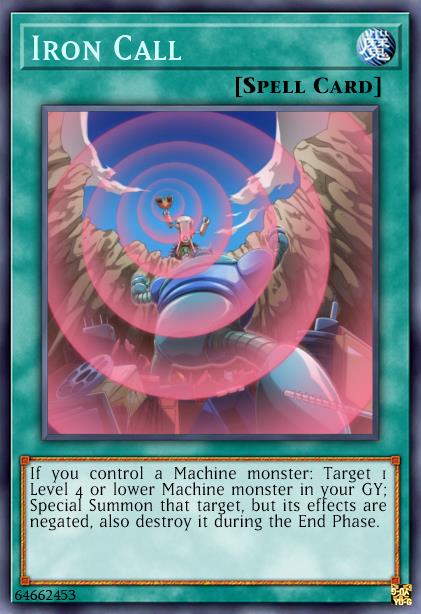 Iron Call
魔
[Spell Card]
If you control a Machine monster: Target 1
Level 4 or lower Machine monster in your GY;
Special Summon that target, but its effects are
negated, also destroy it during the End Phase.
64662453